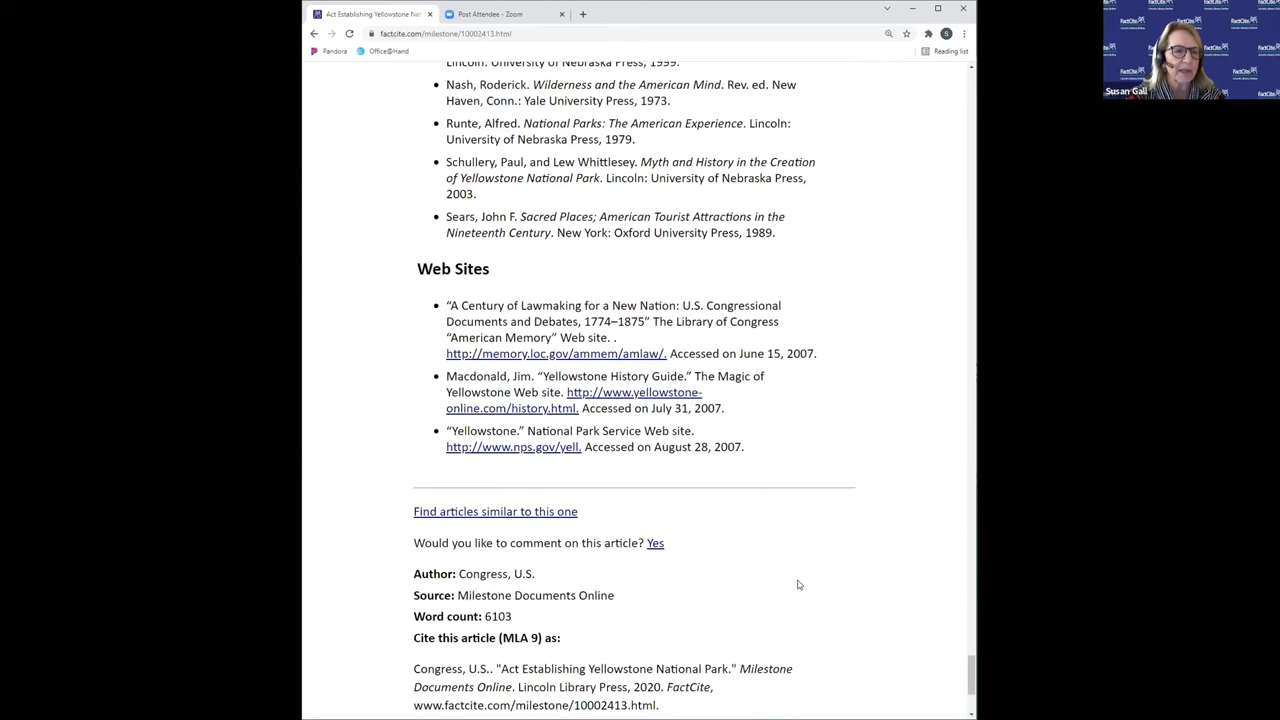 Act Establishing Yellowstone Na
Post Attendee - Zoom
factcite.com/milestone/10002413.html
Pandora
Office@Hand
Reading list
Lincoln: University of Nebraska Press, 1999.
• Nash, Roderick. Wilderness and the American Mind. Rev. ed. New
Haven, Conn.: Yale University Press, 1973.
• Runte, Alfred. National Parks: The American Experience. Lincoln:
University of Nebraska Press, 1979.
• Schullery, Paul, and Lew Whittlesey. Myth and History in the Creation
of Yellowstone National Park. Lincoln: University of Nebraska Press,
2003.
• Sears, John F. Sacred Places; American Tourist Attractions in the
Nineteenth Century. New York: Oxford University Press, 1989.
Web Sites
• “A Century of Lawmaking for a New Nation: U.S. Congressional
Documents and Debates, 1774–1875” The Library of Congress
“American Memory” Web site. .
http://memory.loc.gov/ammem/amlaw/. Accessed on June 15, 2007.
• Macdonald, Jim. “Yellowstone History Guide.” The Magic of
Yellowstone Web site. http://www.yellowstone-
online.com/history.html. Accessed on July 31, 2007.
• “Yellowstone.” National Park Service Web site.
http://www.nps.gov/yell. Accessed on August 28, 2007.
Find articles similar to this one
Would you like to comment on this article? Yes
Author: Congress, U.S.
Source: Milestone Documents Online
Word count: 6103
Cite this article (MLA 9) as:
Congress, U.S.. "Act Establishing Yellowstone National Park." Milestone
Documents Online. Lincoln Library Press, 2020. FactCite,
www.factcite.com/milestone/10002413.html.
S
FactCite
Susan Gall